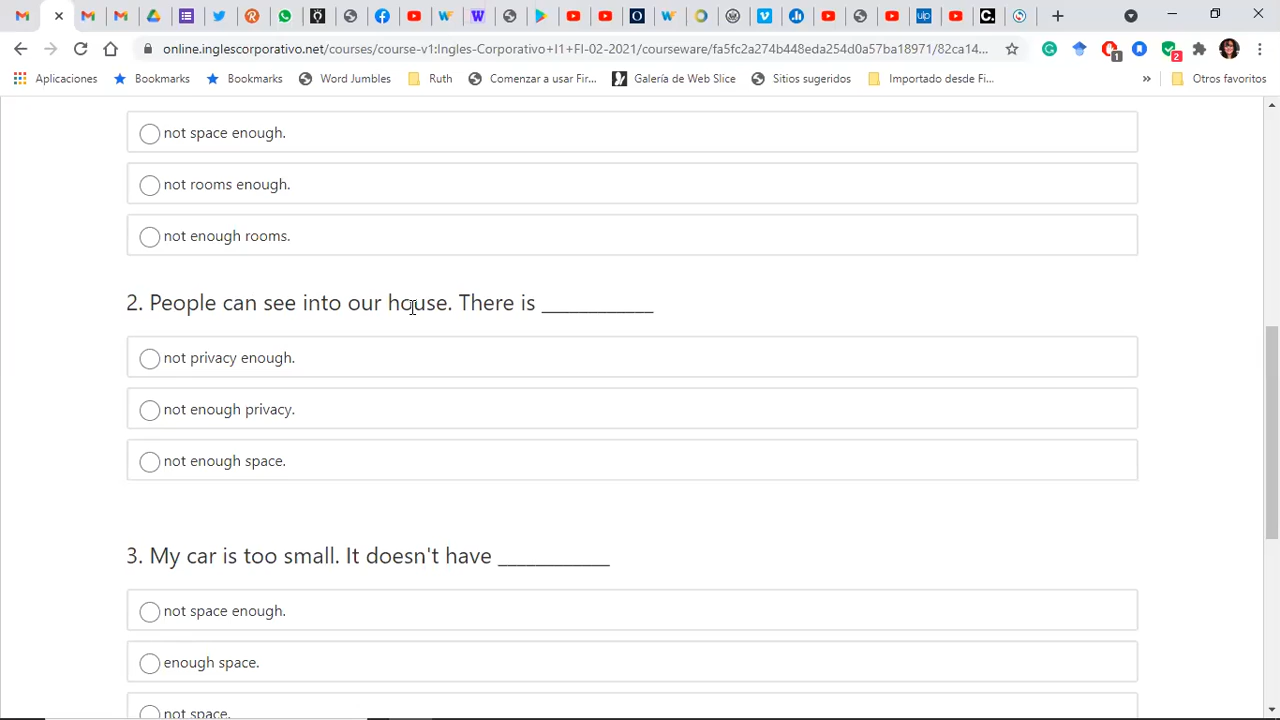 online.inglescorporativo.net/courses/course-v1:Ingles-Corporativo+I1+FI-02-2021/courseware/fa5fc2a274b448eda254d0a57ba18971/82ca14...
Aplicaciones Bookmarks Bookmarks Word Jumbles Ruth Comenzar a usar Fir... Galería de Web Slice Sitios sugeridos Importado desde Fi... » Otros favoritos
not space enough.
not rooms enough.
not enough rooms.
2. People can see into our house. There is ____________
not privacy enough.
not enough privacy.
not enough space.
3. My car is too small. It doesn't have ____________
not space enough.
enough space.
not space.